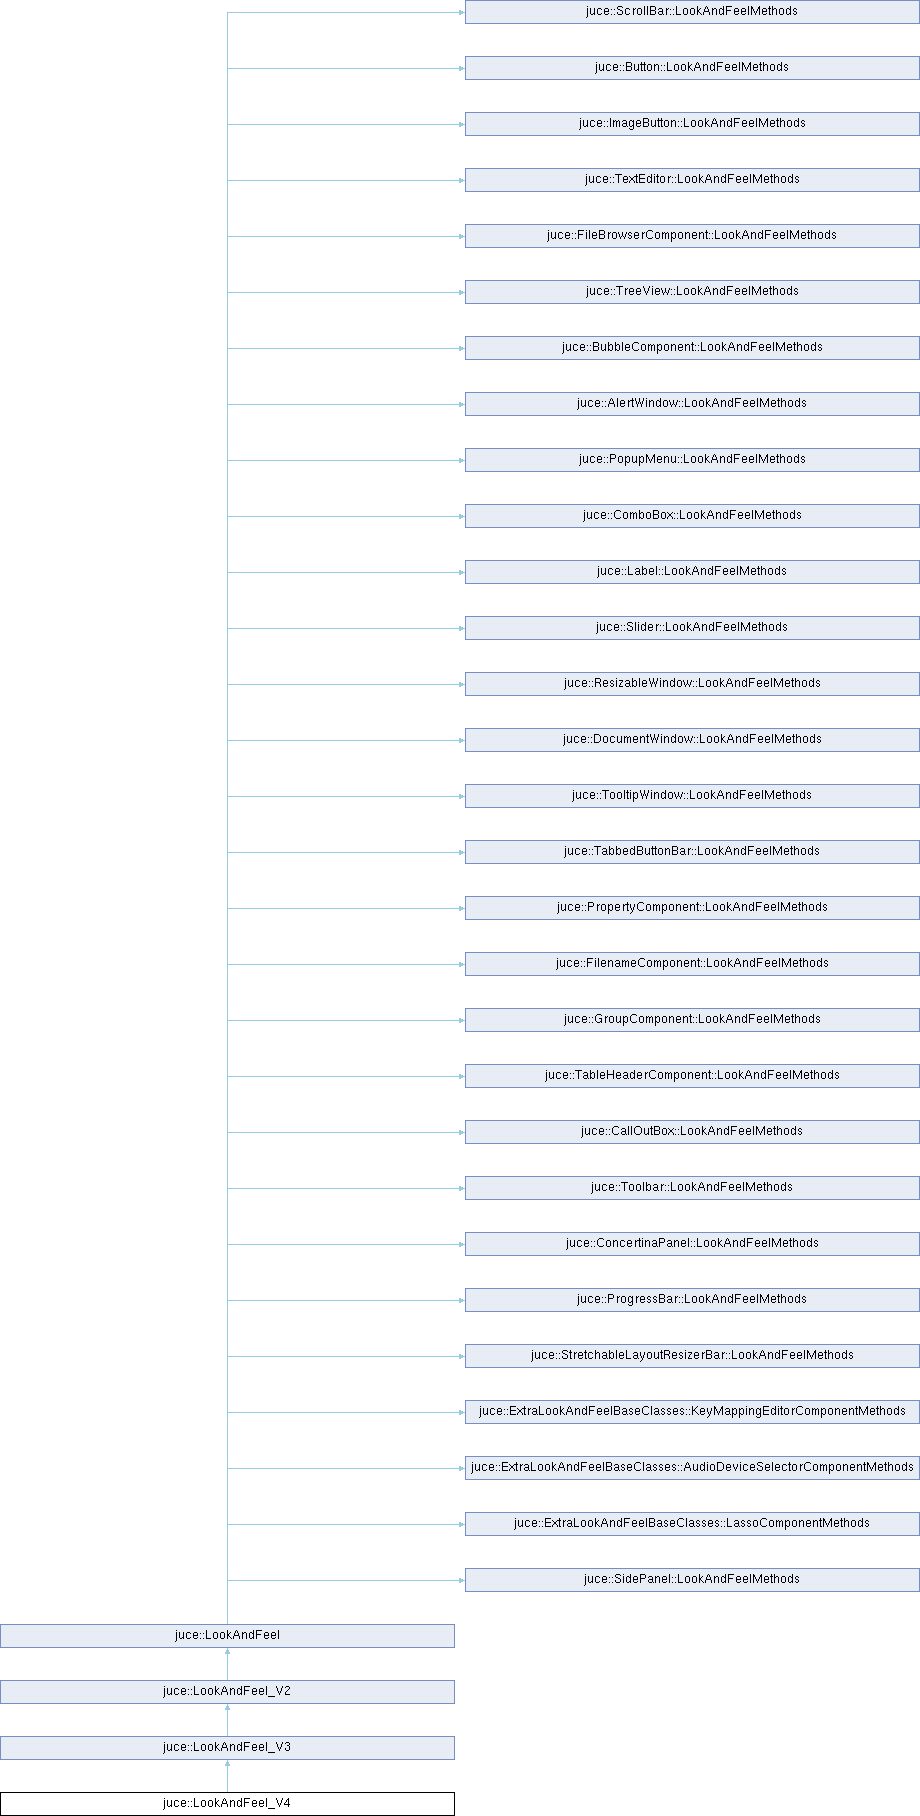 juce::ScrollBar::LookAndFeelMethods
juce::Button::LookAndFeelMethods
juce::ImageButton::LookAndFeelMethods
juce::TextEditor::LookAndFeelMethods
juce::FileBrowserComponent::LookAndFeelMethods
juce::TreeView::LookAndFeelMethods
juce::BubbleComponent::LookAndFeelMethods
juce::AlertWindow::LookAndFeelMethods
juce::PopupMenu::LookAndFeelMethods
juce::ComboBox::LookAndFeelMethods
juce::Label::LookAndFeelMethods
juce::Slider::LookAndFeelMethods
juce::ResizableWindow::LookAndFeelMethods
juce::DocumentWindow::LookAndFeelMethods
juce::TooltipWindow::LookAndFeelMethods
juce::TabbedButtonBar::LookAndFeelMethods
juce::PropertyComponent::LookAndFeelMethods
juce::FilenameComponent::LookAndFeelMethods
juce::GroupComponent::LookAndFeelMethods
juce::TableHeaderComponent::LookAndFeelMethods
juce::CallOutBox::LookAndFeelMethods
juce::Toolbar::LookAndFeelMethods
juce::ConcertinaPanel::LookAndFeelMethods
juce::ProgressBar::LookAndFeelMethods
juce::StretchableLayoutResizerBar::LookAndFeelMethods
juce::ExtraLookAndFeelBaseClasses::KeyMappingEditorComponentMethods
juce::ExtraLookAndFeelBaseClasses::AudioDeviceSelectorComponentMethods
juce::ExtraLookAndFeelBaseClasses::LassoComponentMethods
juce::SidePanel::LookAndFeelMethods
juce::LookAndFeel
juce::LookAndFeel_V2
juce::LookAndFeel_V3
juce::LookAndFeel_V4